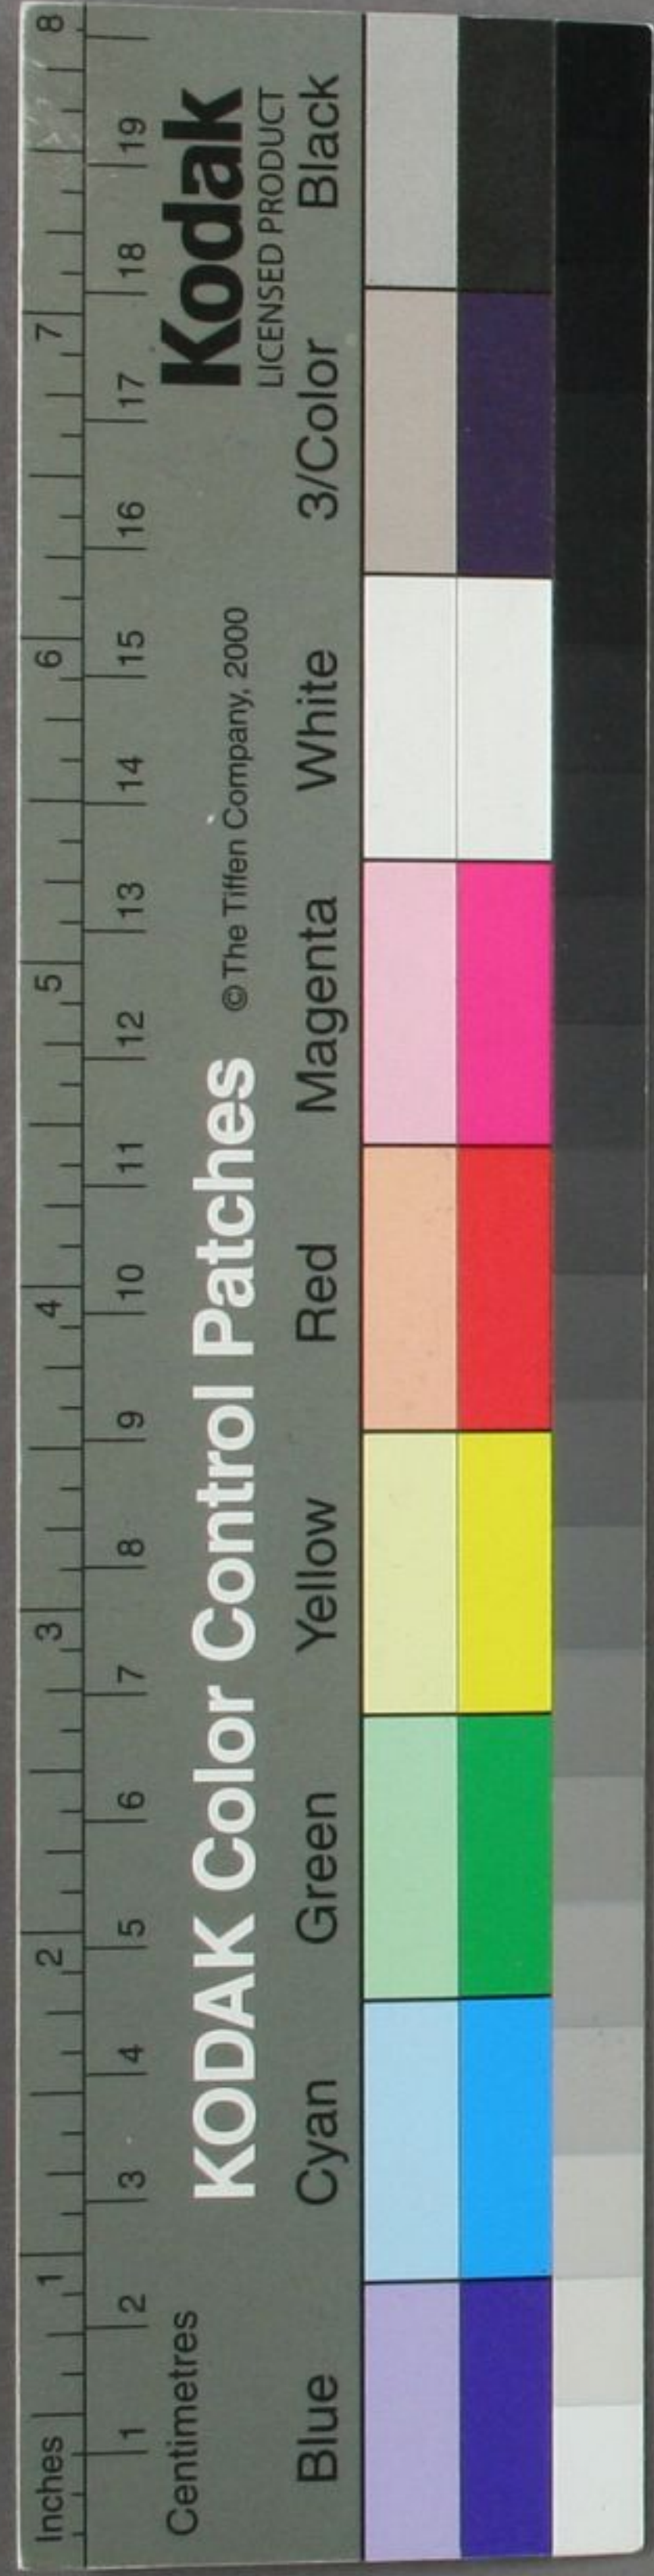 Inches 1 2 3 4 5 6 7 8
1 2 3 4 5 6 7 8 9 10 11 12 13 14 15 16 17 18 19
Centimetres
KODAK Color Control Patches © The Tiffen Company, 2000 Kodak
LICENSED PRODUCT
Blue Cyan Green Yellow Red Magenta White 3/Color Black